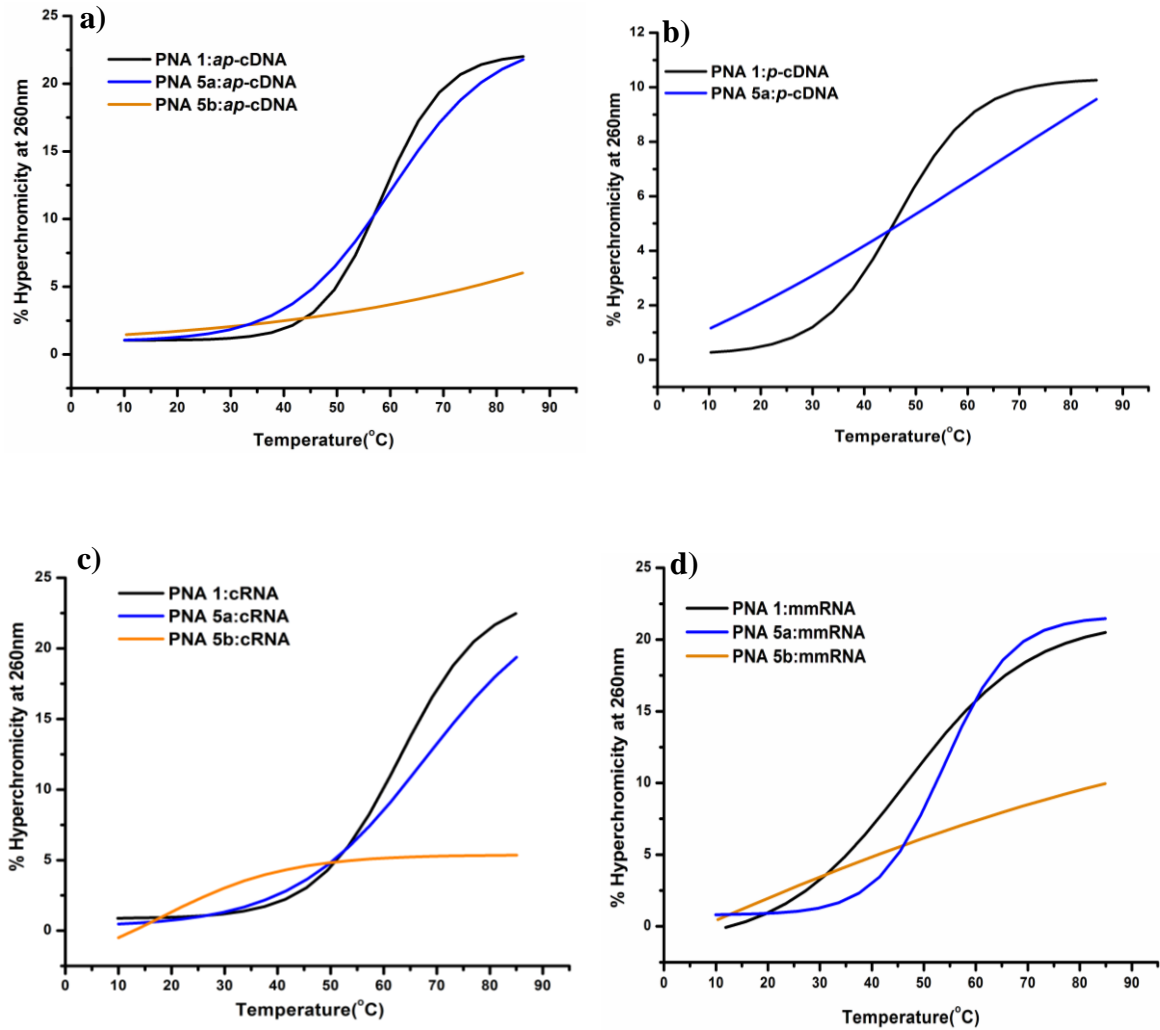 a)
PNA 1:ap-cDNA
PNA 5a:ap-cDNA
PNA 5b:ap-cDNA
% Hyperchromicity at 260nm
25
20
15
10
5
0
0 10 20 30 40 50 60 70 80 90
Temperature(°C)
b)
PNA 1:p-cDNA
PNA 5a:p-cDNA
% Hyperchromicity at 260nm
12
10
8
6
4
2
0
0 10 20 30 40 50 60 70 80 90
Temperature(°C)
c)
PNA 1:cRNA
PNA 5a:cRNA
PNA 5b:cRNA
% Hyperchromicity at 260nm
25
20
15
10
5
0
0 10 20 30 40 50 60 70 80 90
Temperature(°C)
d)
PNA 1:mmRNA
PNA 5a:mmRNA
PNA 5b:mmRNA
% Hyperchromicity at 260nm
25
20
15
10
5
0
0 10 20 30 40 50 60 70 80 90
Temperature(°C)